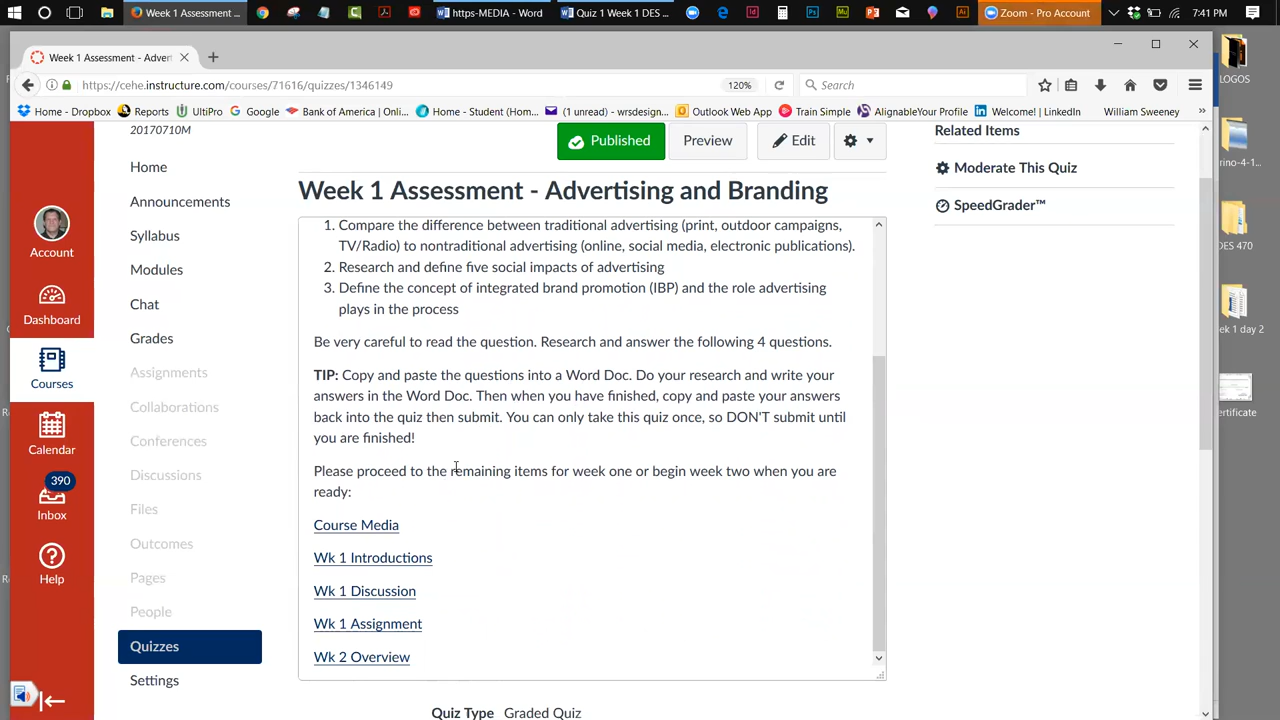 Week 1 Assessment ...
https-MEDIA - Word
Quiz 1 Week 1 DES ...
Zoom - Pro Account
7:41 PM
Week 1 Assessment - Advert
https://cehe.instructure.com/courses/71616/quizzes/1346149
120%
Search
Home - Dropbox
Reports
UltiPro
Google
Bank of America | Onli...
Home - Student (Hom...
(1 unread) - wrsdesign...
Outlook Web App
Train Simple
AlignableYour Profile
Welcome! | LinkedIn
William Sweeney
LOGOS
rino-4-1...
DES 470
k 1 day 2
ertificate
Account
Dashboard
Courses
Calendar
390
Inbox
Help
20170710M
Home
Announcements
Syllabus
Modules
Chat
Grades
Assignments
Collaborations
Conferences
Discussions
Files
Outcomes
Pages
People
Quizzes
Settings
Published
Preview
Edit
Related Items
Moderate This Quiz
SpeedGrader™
Week 1 Assessment - Advertising and Branding
1. Compare the difference between traditional advertising (print, outdoor campaigns,
TV/Radio) to nontraditional advertising (online, social media, electronic publications).
2. Research and define five social impacts of advertising
3. Define the concept of integrated brand promotion (IBP) and the role advertising
plays in the process
Be very careful to read the question. Research and answer the following 4 questions.
TIP: Copy and paste the questions into a Word Doc. Do your research and write your
answers in the Word Doc. Then when you have finished, copy and paste your answers
back into the quiz then submit. You can only take this quiz once, so DON'T submit until
you are finished!
Please proceed to the remaining items for week one or begin week two when you are
ready:
Course Media
Wk 1 Introductions
Wk 1 Discussion
Wk 1 Assignment
Wk 2 Overview
Quiz Type Graded Quiz